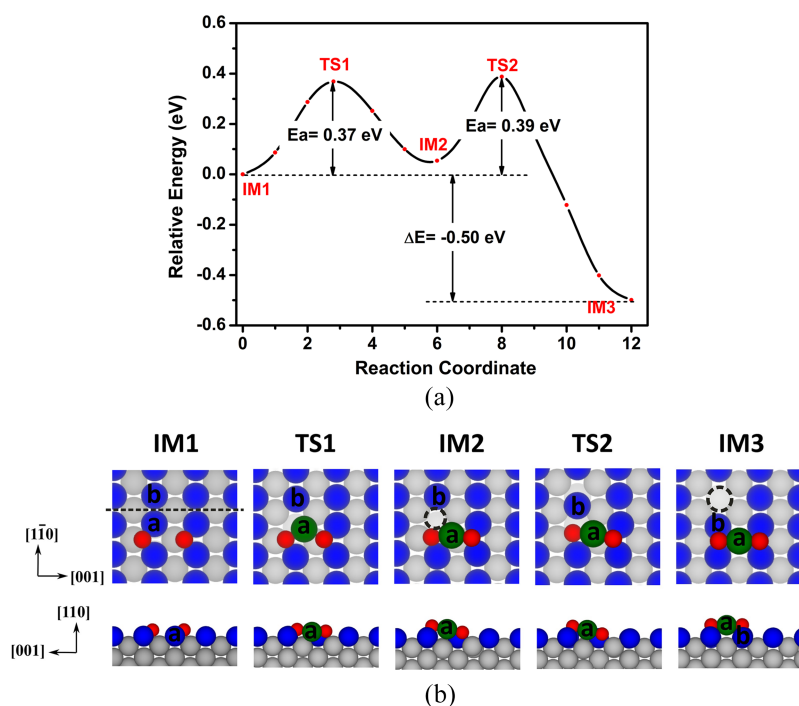 (a)
0.6
0.4
0.2
0.0
-0.2
-0.4
-0.6
Relative Energy (eV)
TS1
TS2
Ea= 0.37 eV
Ea= 0.39 eV
IM2
IM1
ΔE= -0.50 eV
IM3
0 2 4 6 8 10 12
Reaction Coordinate
(a)
IM1 TS1 IM2 TS2 IM3
b b b b
a a a a b a
[11̄0]
[001]
[110]
[001]
a a a a a b
(b)